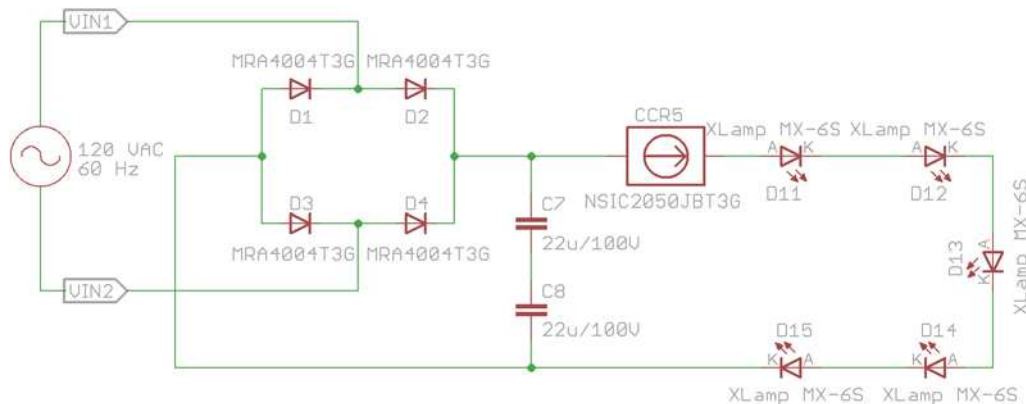 VIN1
MRA4004T3G MRA4004T3G
D1 D2
CCR5
XLamp MX-6S XLamp MX-6S
120 VAC
60 Hz
A K A K
D11 D12
D3 D4
C7
NSIC2050JBT3G
22u/100V
MRA4004T3G MRA4004T3G
D13
A
K
XLamp MX-6S
VIN2
C8
22u/100V
D15 D14
K A K A
XLamp MX-6S XLamp MX-6S